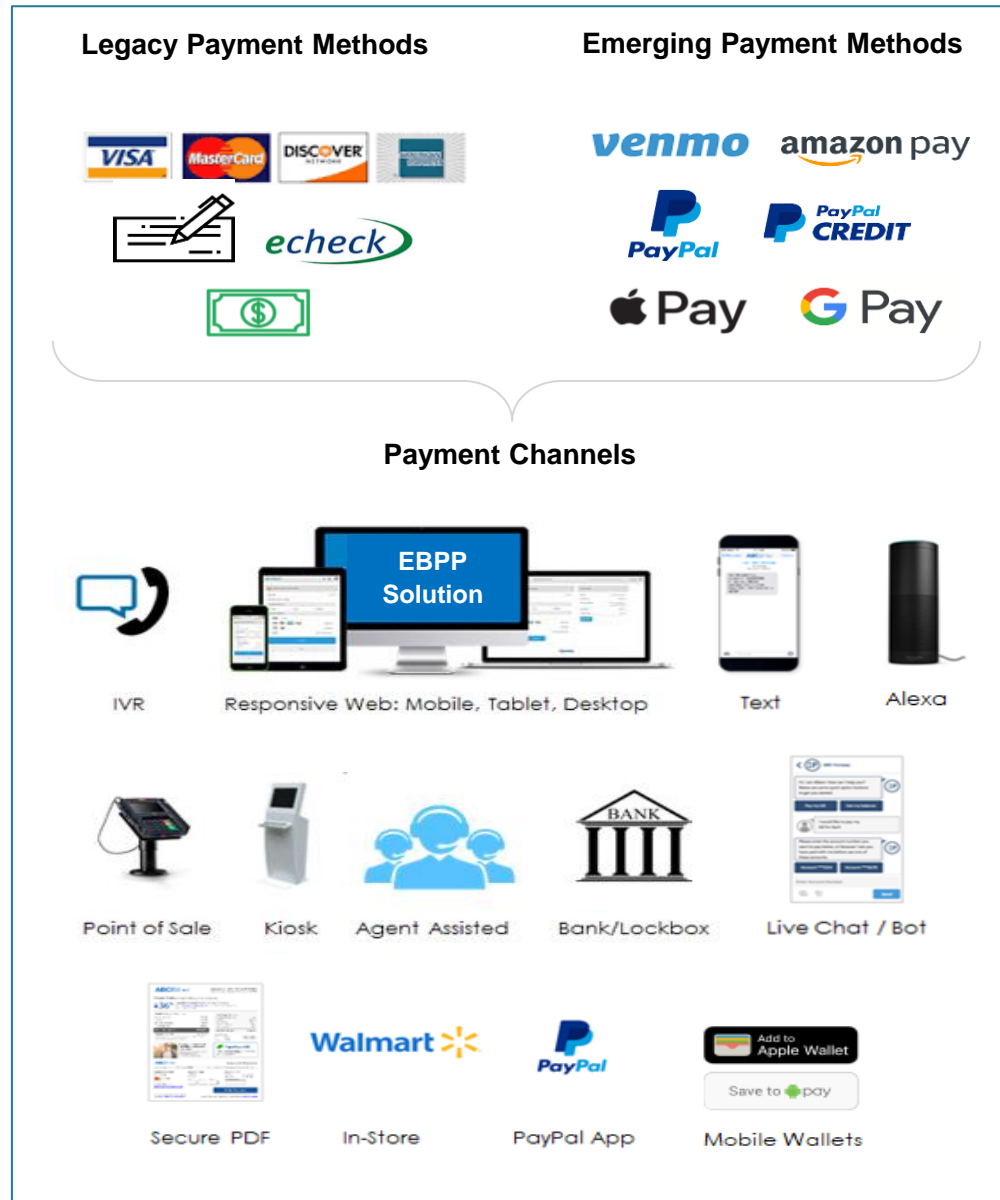 Legacy Payment Methods
Emerging Payment Methods
VISA
MasterCard
DISCOVER
NETWORK
AMERICAN
EXPRESS
venmo
amazon pay
echeck
PayPal
PayPal
CREDIT
$
Pay
G Pay
Payment Channels
EBPP
Solution
IVR
Responsive Web: Mobile, Tablet, Desktop
Text
Alexa
BANK
Point of Sale
Kiosk
Agent Assisted
Bank/Lockbox
Live Chat / Bot
Walmart
PayPal
Add to
Apple Wallet
Save to pay
Secure PDF
In-Store
PayPal App
Mobile Wallets